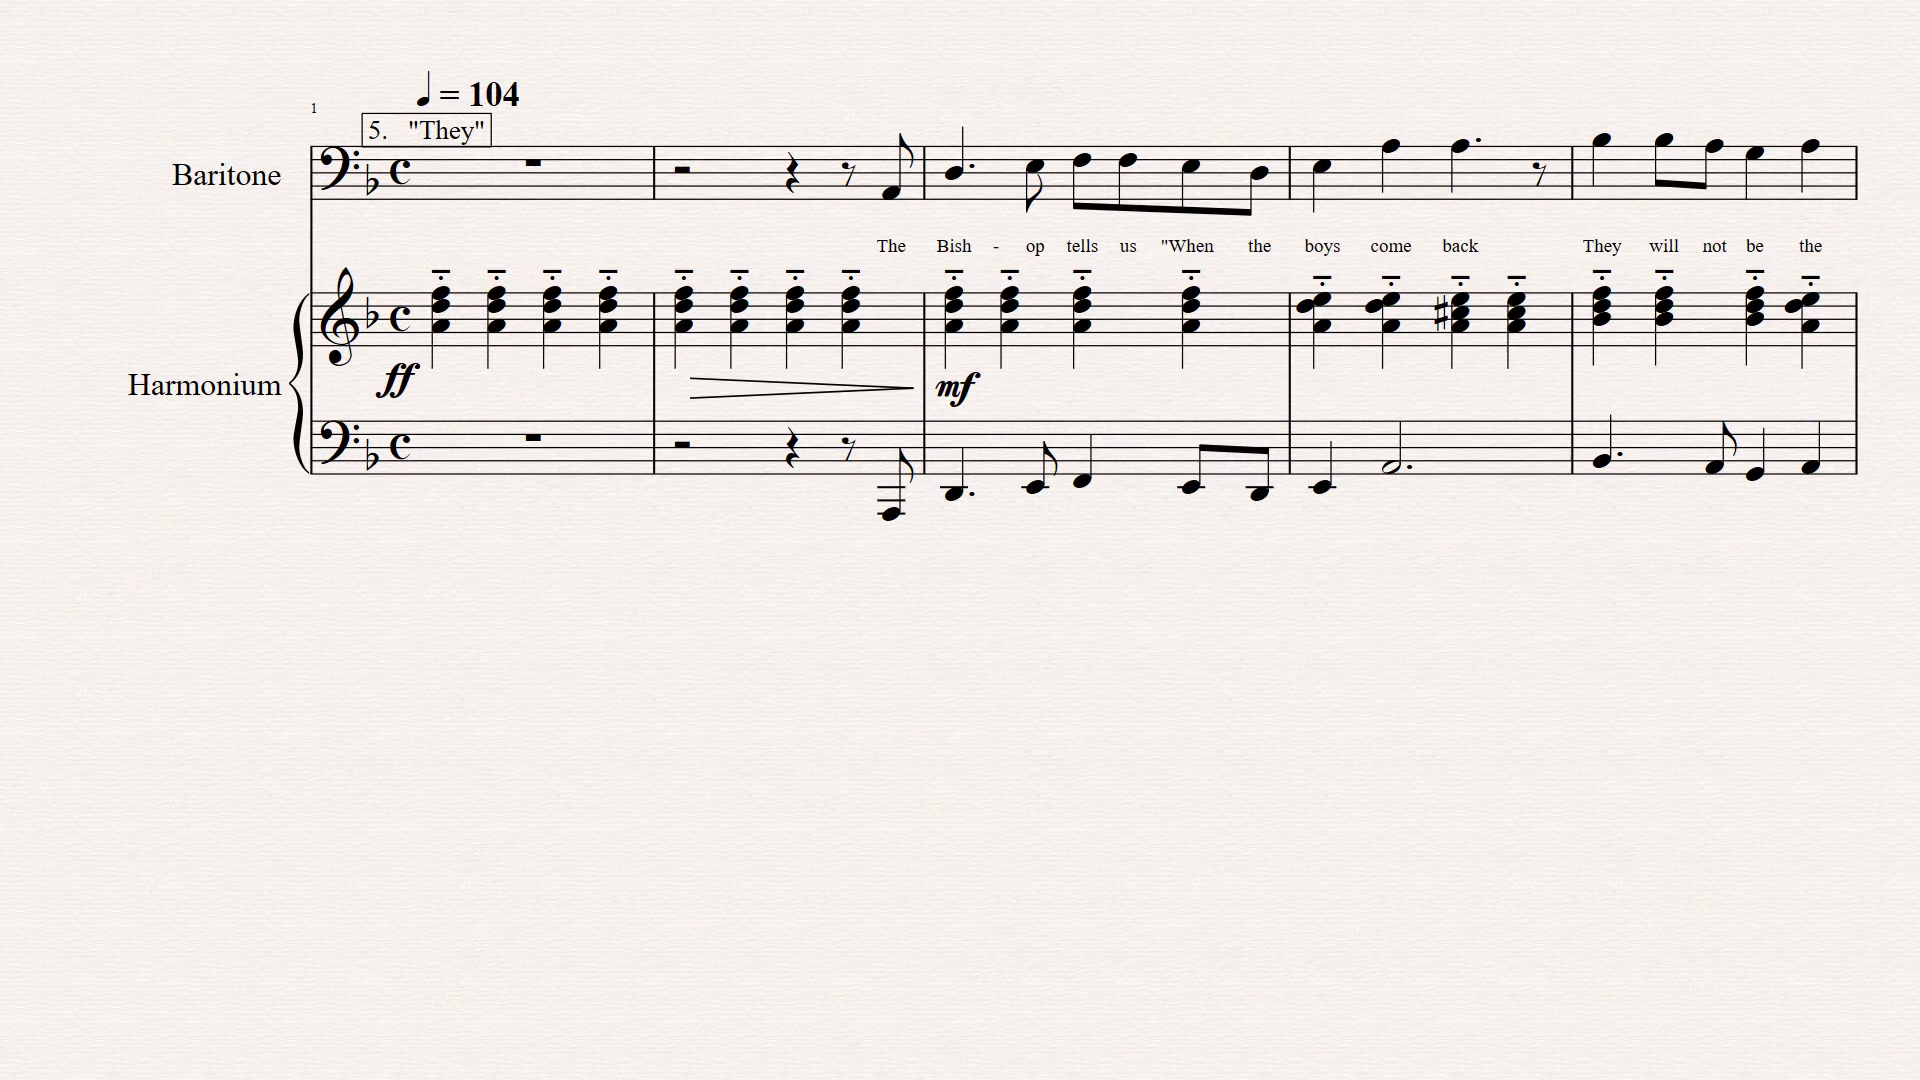 ♩ = 104
1
5. "They"
Baritone
The Bish - op tells us "When the boys come back They will not be the
Harmonium
ff mf